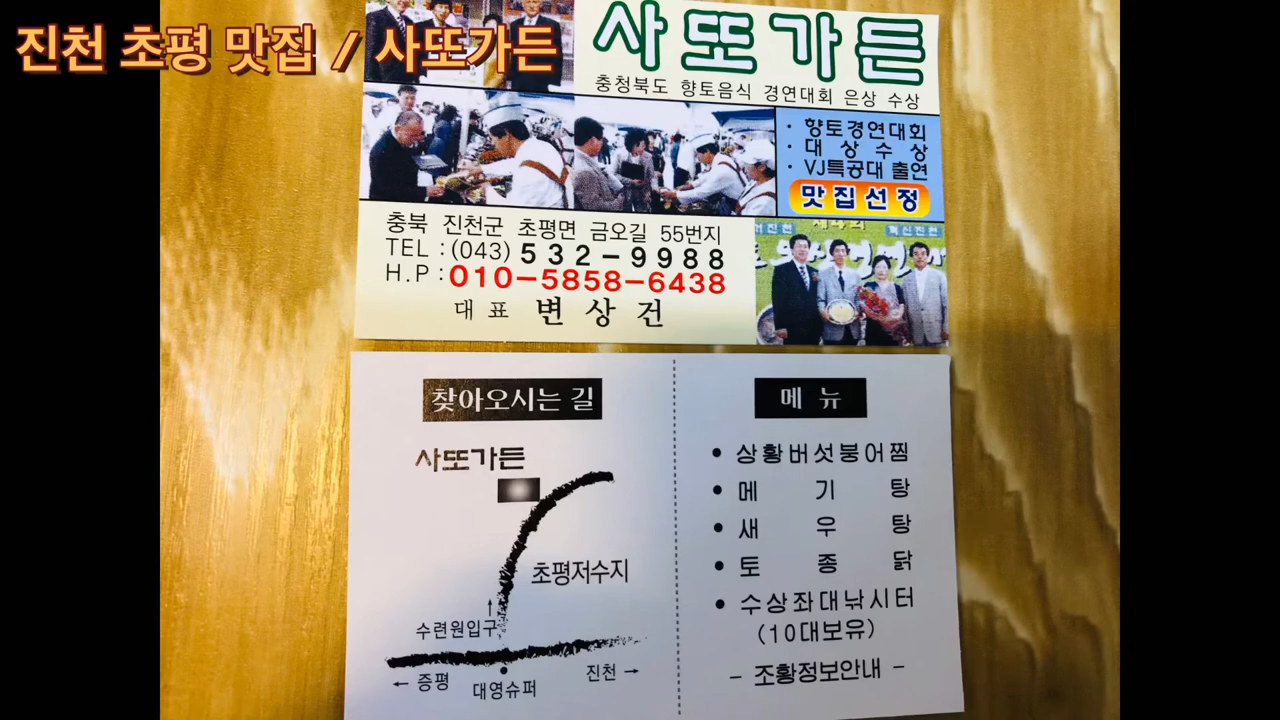 진천 초평 맛집 / 사또가든
사또가든
충청북도 향토음식 경연대회 은상 수상
· 향토경연대회
· 대상수상
· VJ특공대 출연
맛집선정
충북 진천군 초평면 금오길 55번지
TEL : (043) 532-9988
H.P : 010-5858-6438
대표 변상건
혁신진천
찾아오시는 길
사또가든
초평저수지
↑
수련원입구
← 증평
대영슈퍼
진천 →
메뉴
• 상황버섯붕어찜
• 메기탕
• 새우탕
• 토종닭
• 수상좌대낚시터
(10대보유)
- 조황정보안내 -